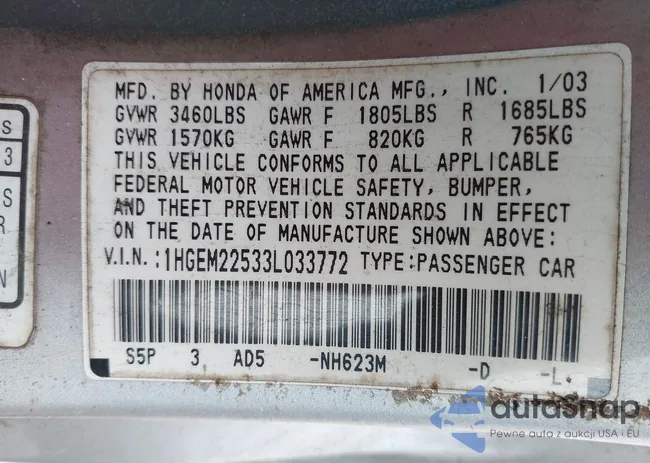 MFD. BY HONDA OF AMERICA MFG., INC. 1/03
GVWR 3460LBS GAWR F 1805LBS R 1685LBS
GVWR 1570KG GAWR F 820KG R 765KG
THIS VEHICLE CONFORMS TO ALL APPLICABLE
FEDERAL MOTOR VEHICLE SAFETY, BUMPER,
AND THEFT PREVENTION STANDARDS IN EFFECT
ON THE DATE OF MANUFACTURE SHOWN ABOVE:
V.I.N.:1HGEM22533L033772 TYPE:PASSENGER CAR
S5P 3 AD5 -NH623M -D -L.
S
3
S
R
N
autoSnap
Pewne auta z aukcji USA i EU